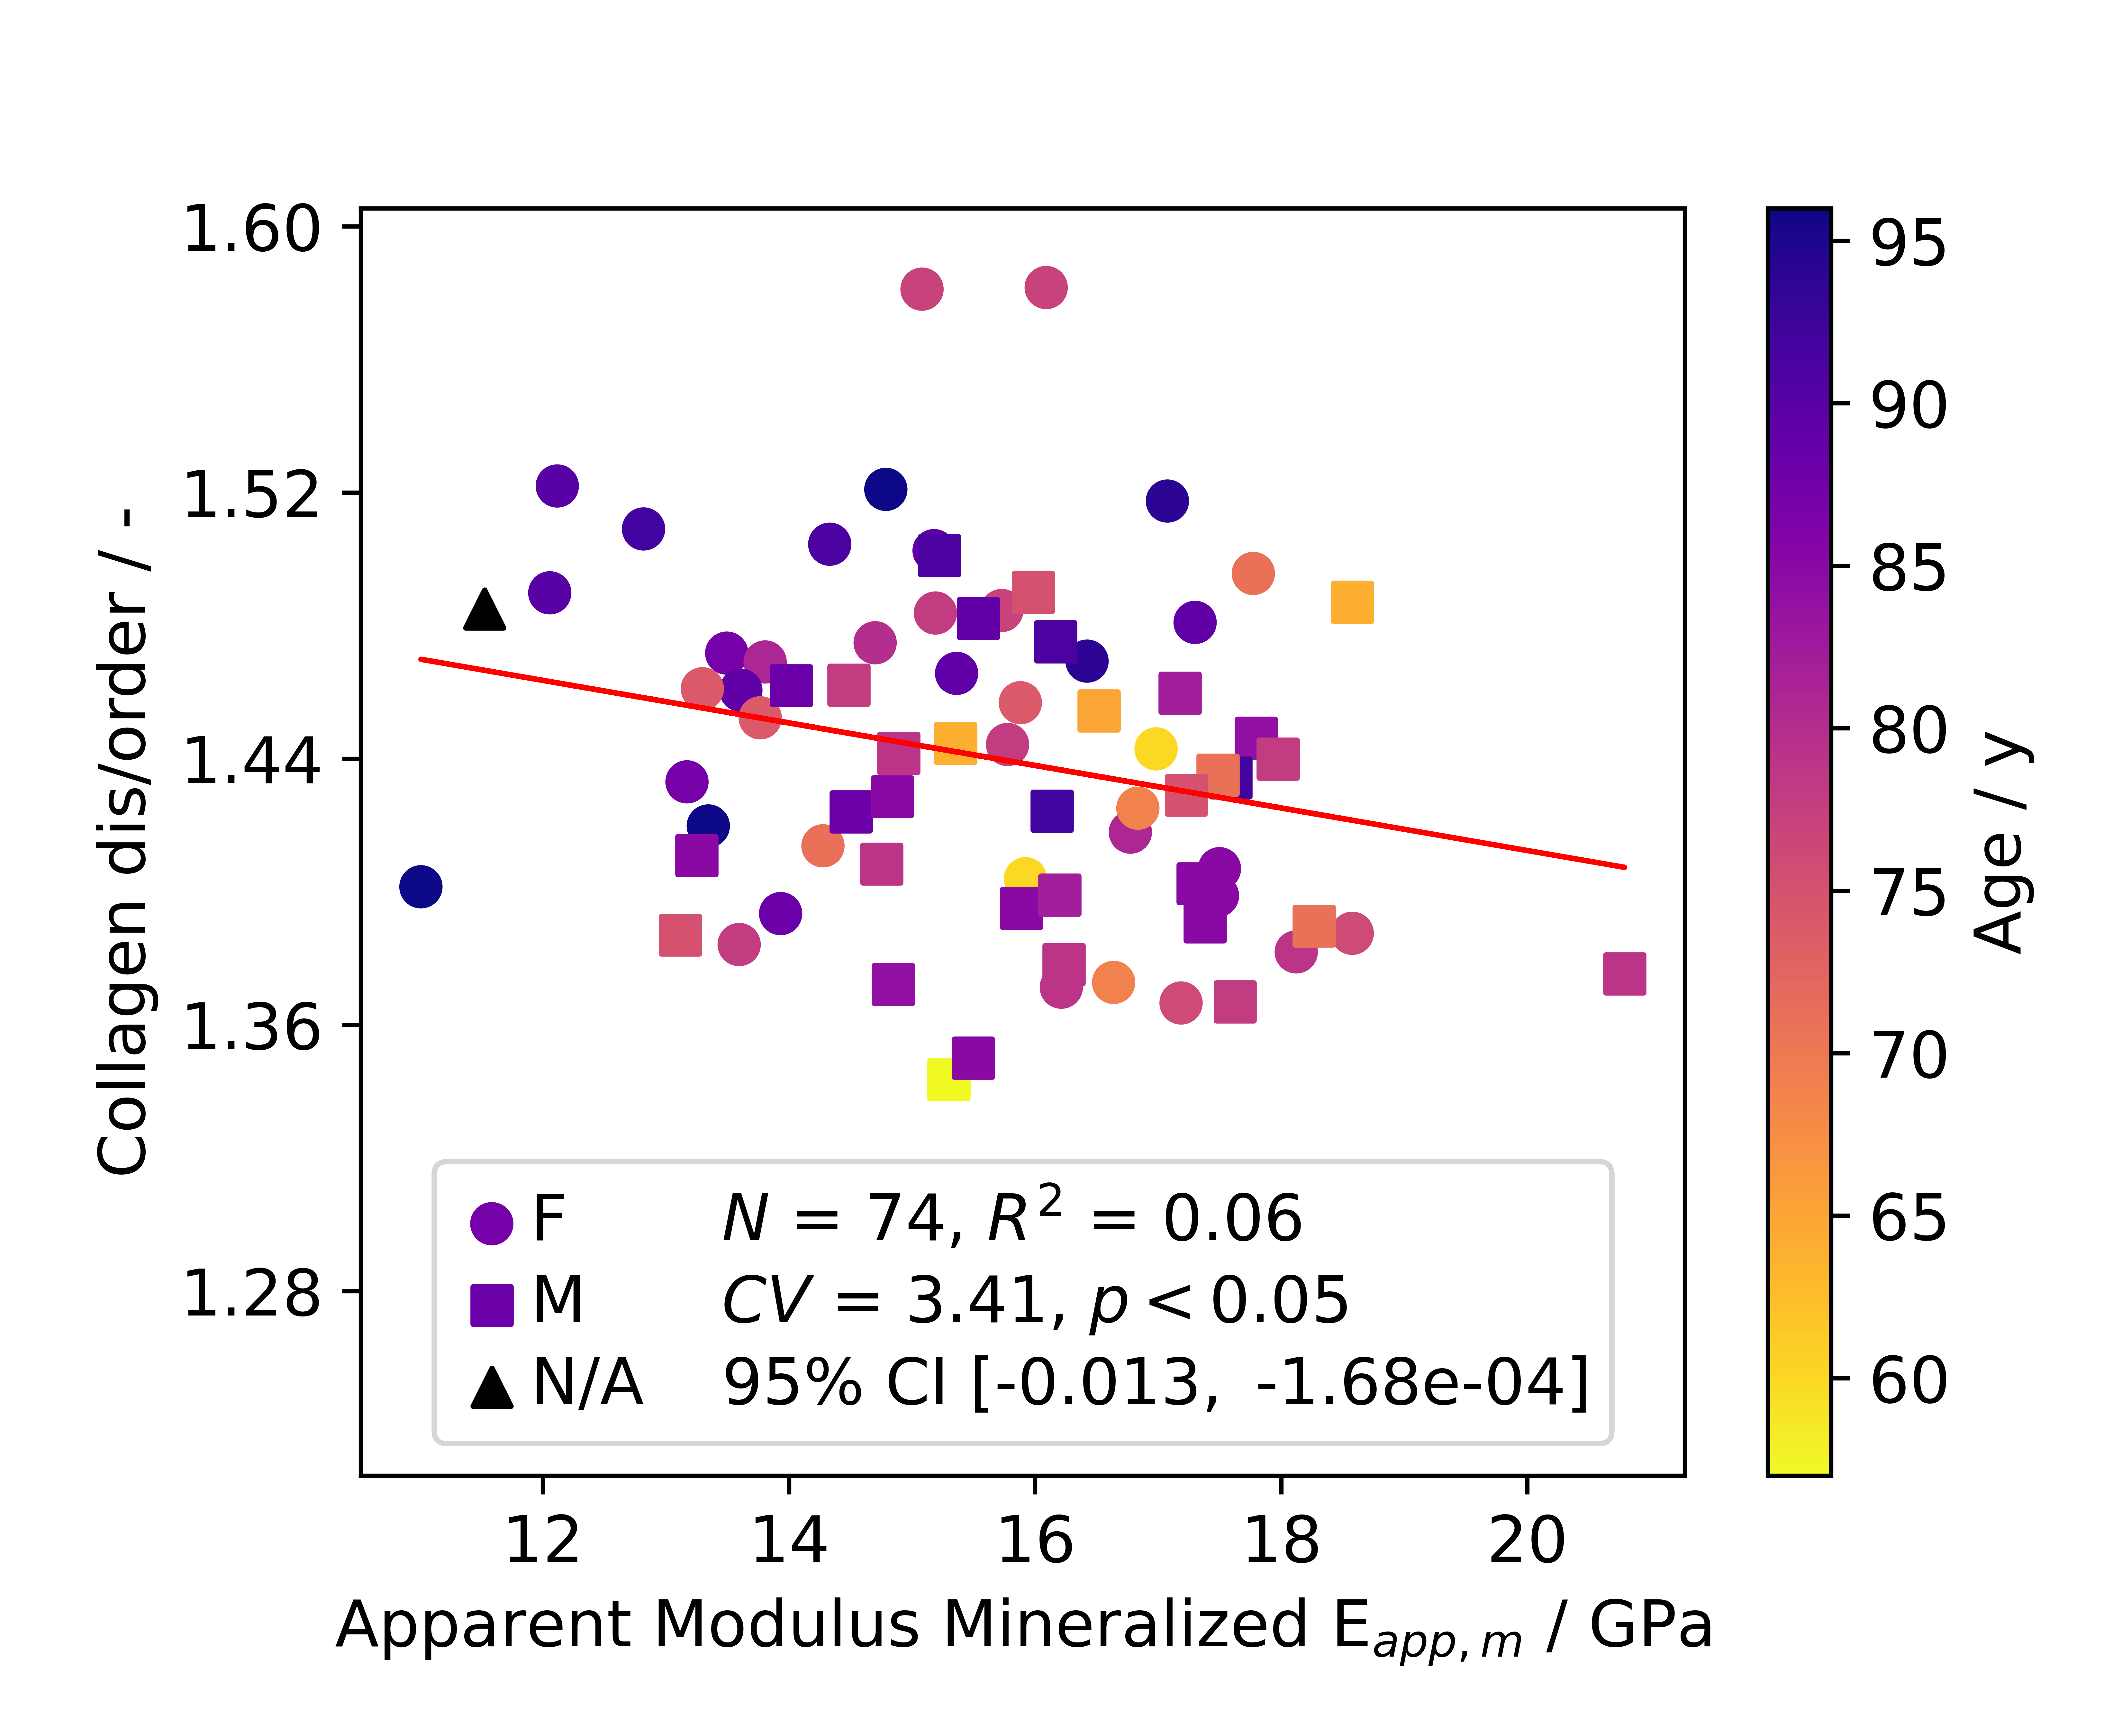 Collagen dis/order / -
1.60
1.52
1.44
1.36
1.28
F
M
N/A
N = 74, R² = 0.06
CV = 3.41, p < 0.05
95% CI [-0.013, -1.68e-04]
12 14 16 18 20
Apparent Modulus Mineralized E_app,m / GPa
95
90
85
80
75
70
65
60
Age / y